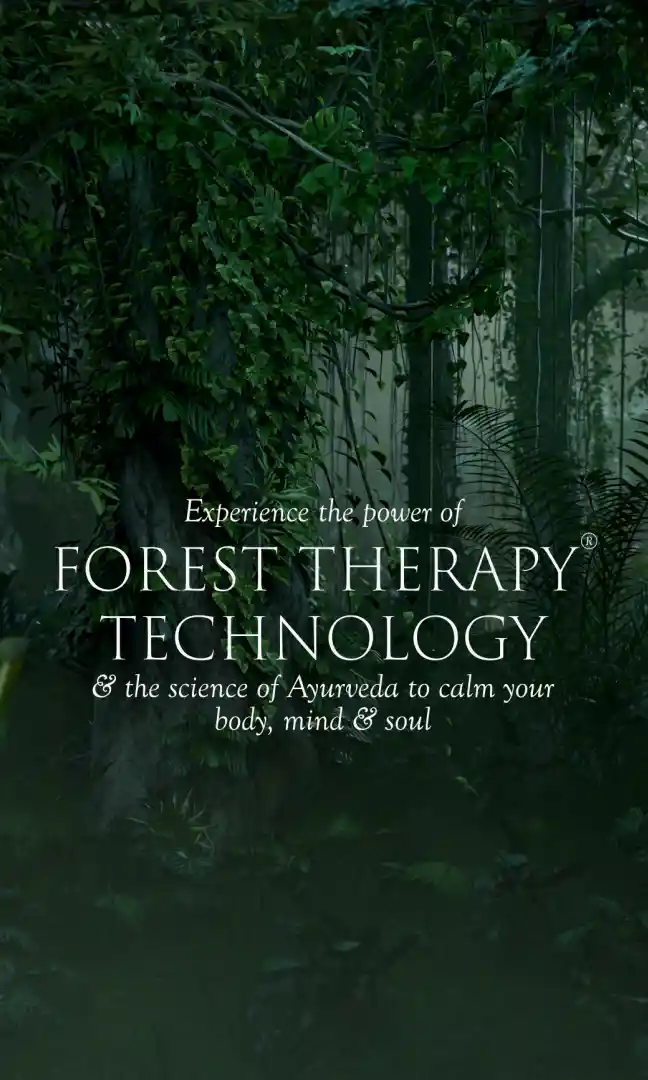 Experience the power of
FOREST THERAPY®
TECHNOLOGY
& the science of Ayurveda to calm your
body, mind & soul